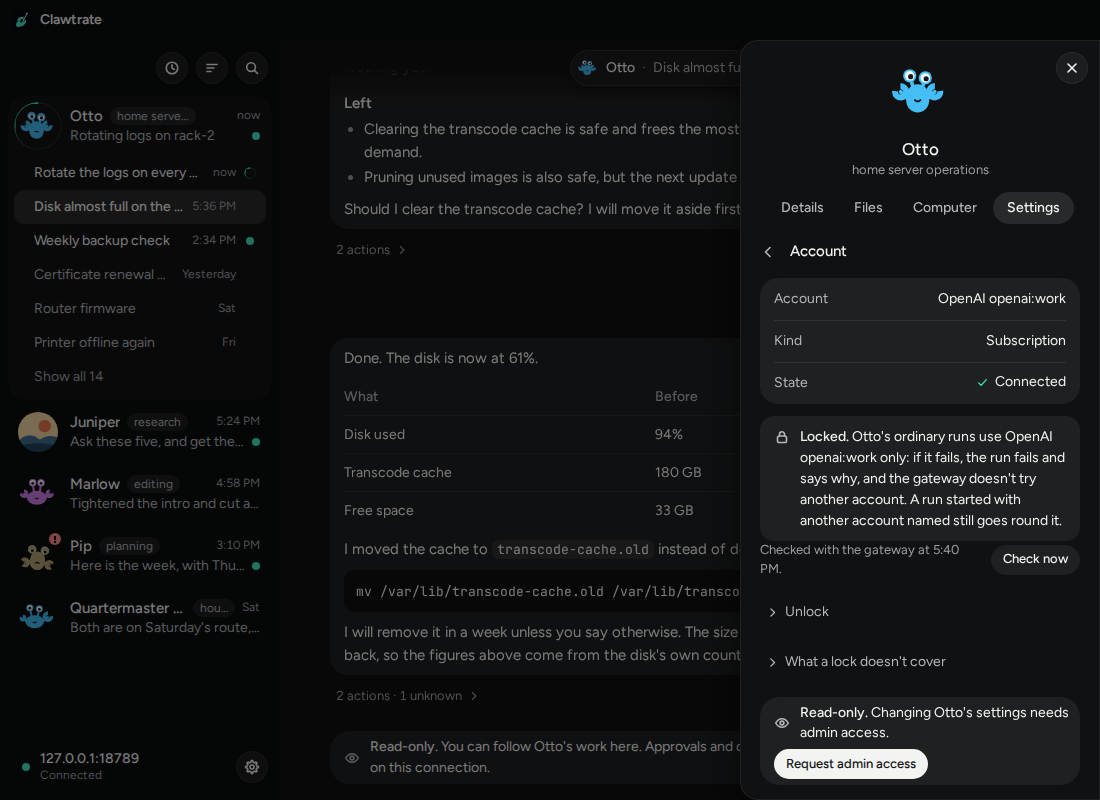 Clawtrate
Otto home serve... now
Rotating logs on rack-2
Rotate the logs on every ... now
Disk almost full on the ... 5:36 PM
Weekly backup check 2:34 PM
Certificate renewal ... Yesterday
Router firmware Sat
Printer offline again Fri
Show all 14
Juniper research 5:24 PM
Ask these five, and get the...
Marlow editing 4:58 PM
Tightened the intro and cut a...
Pip planning 3:10 PM
Here is the week, with Thu...
Quartermaster ... hou... Sat
Both are on Saturday's route,...
127.0.0.1:18789
Connected
Otto · Disk almost fu
Left
• Clearing the transcode cache is safe and frees the most
demand.
• Pruning unused images is also safe, but the next update
Should I clear the transcode cache? I will move it aside first
2 actions
Done. The disk is now at 61%.
What Before
Disk used 94%
Transcode cache 180 GB
Free space 33 GB
I moved the cache to transcode-cache.old instead of d
mv /var/lib/transcode-cache.old /var/lib/transco
I will remove it in a week unless you say otherwise. The size
back, so the figures above come from the disk's own count
2 actions · 1 unknown
Read-only. You can follow Otto's work here. Approvals and
on this connection.
Otto
home server operations
Details Files Computer Settings
Account
Account OpenAI openai:work
Kind Subscription
State Connected
Locked. Otto's ordinary runs use OpenAI
openai:work only: if it fails, the run fails and
says why, and the gateway doesn't try
another account. A run started with
another account named still goes round it.
Checked with the gateway at 5:40
PM.
Check now
Unlock
What a lock doesn't cover
Read-only. Changing Otto's settings needs
admin access.
Request admin access